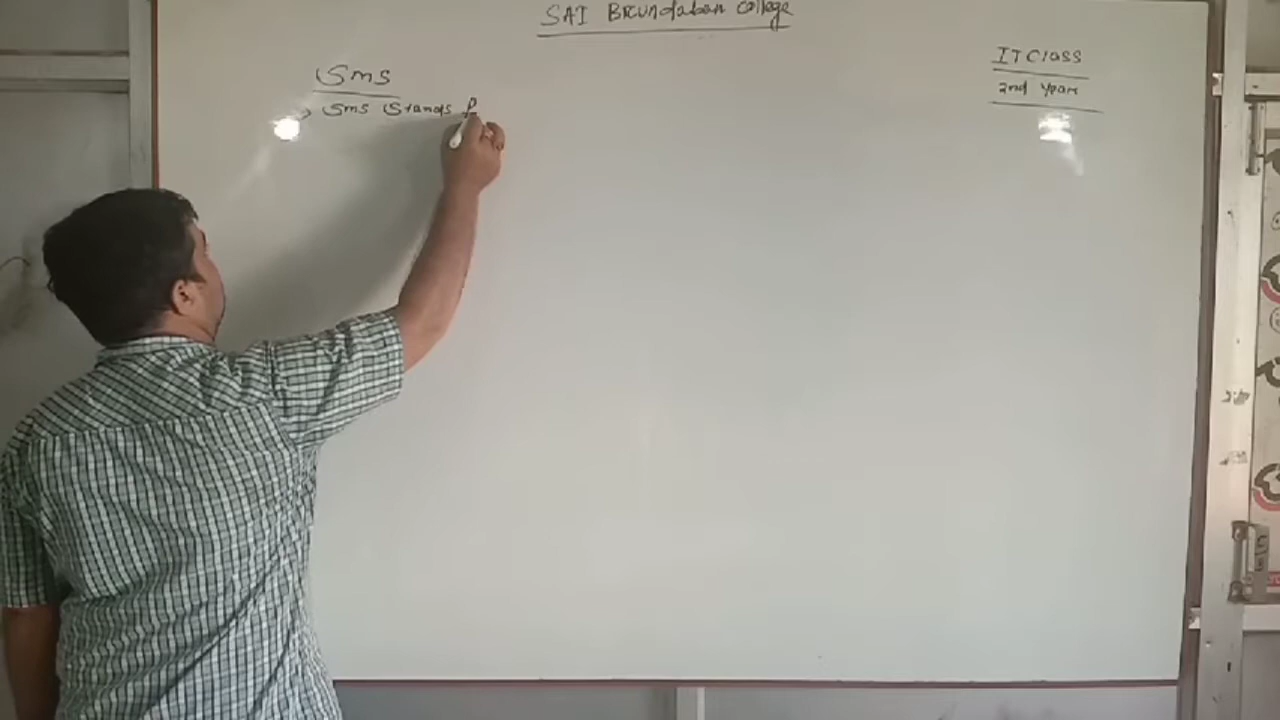 SAI Brundaban College
IT Class
2nd Year
Sms
→ Sms Stands f